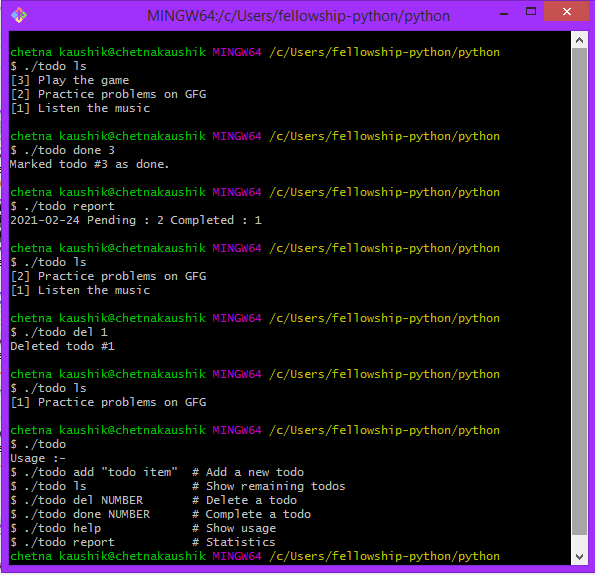 MINGW64:/c/Users/fellowship-python/python
chetna kaushik@chetnakaushik MINGW64 /c/Users/fellowship-python/python
$ ./todo ls
[3] Play the game
[2] Practice problems on GFG
[1] Listen the music
chetna kaushik@chetnakaushik MINGW64 /c/Users/fellowship-python/python
$ ./todo done 3
Marked todo #3 as done.
chetna kaushik@chetnakaushik MINGW64 /c/Users/fellowship-python/python
$ ./todo report
2021-02-24 Pending : 2 Completed : 1
chetna kaushik@chetnakaushik MINGW64 /c/Users/fellowship-python/python
$ ./todo ls
[2] Practice problems on GFG
[1] Listen the music
chetna kaushik@chetnakaushik MINGW64 /c/Users/fellowship-python/python
$ ./todo del 1
Deleted todo #1
chetna kaushik@chetnakaushik MINGW64 /c/Users/fellowship-python/python
$ ./todo ls
[1] Practice problems on GFG
chetna kaushik@chetnakaushik MINGW64 /c/Users/fellowship-python/python
$ ./todo
Usage :-
$ ./todo add "todo item"  # Add a new todo
$ ./todo ls               # Show remaining todos
$ ./todo del NUMBER       # Delete a todo
$ ./todo done NUMBER      # Complete a todo
$ ./todo help             # Show usage
$ ./todo report           # Statistics
chetna kaushik@chetnakaushik MINGW64 /c/Users/fellowship-python/python